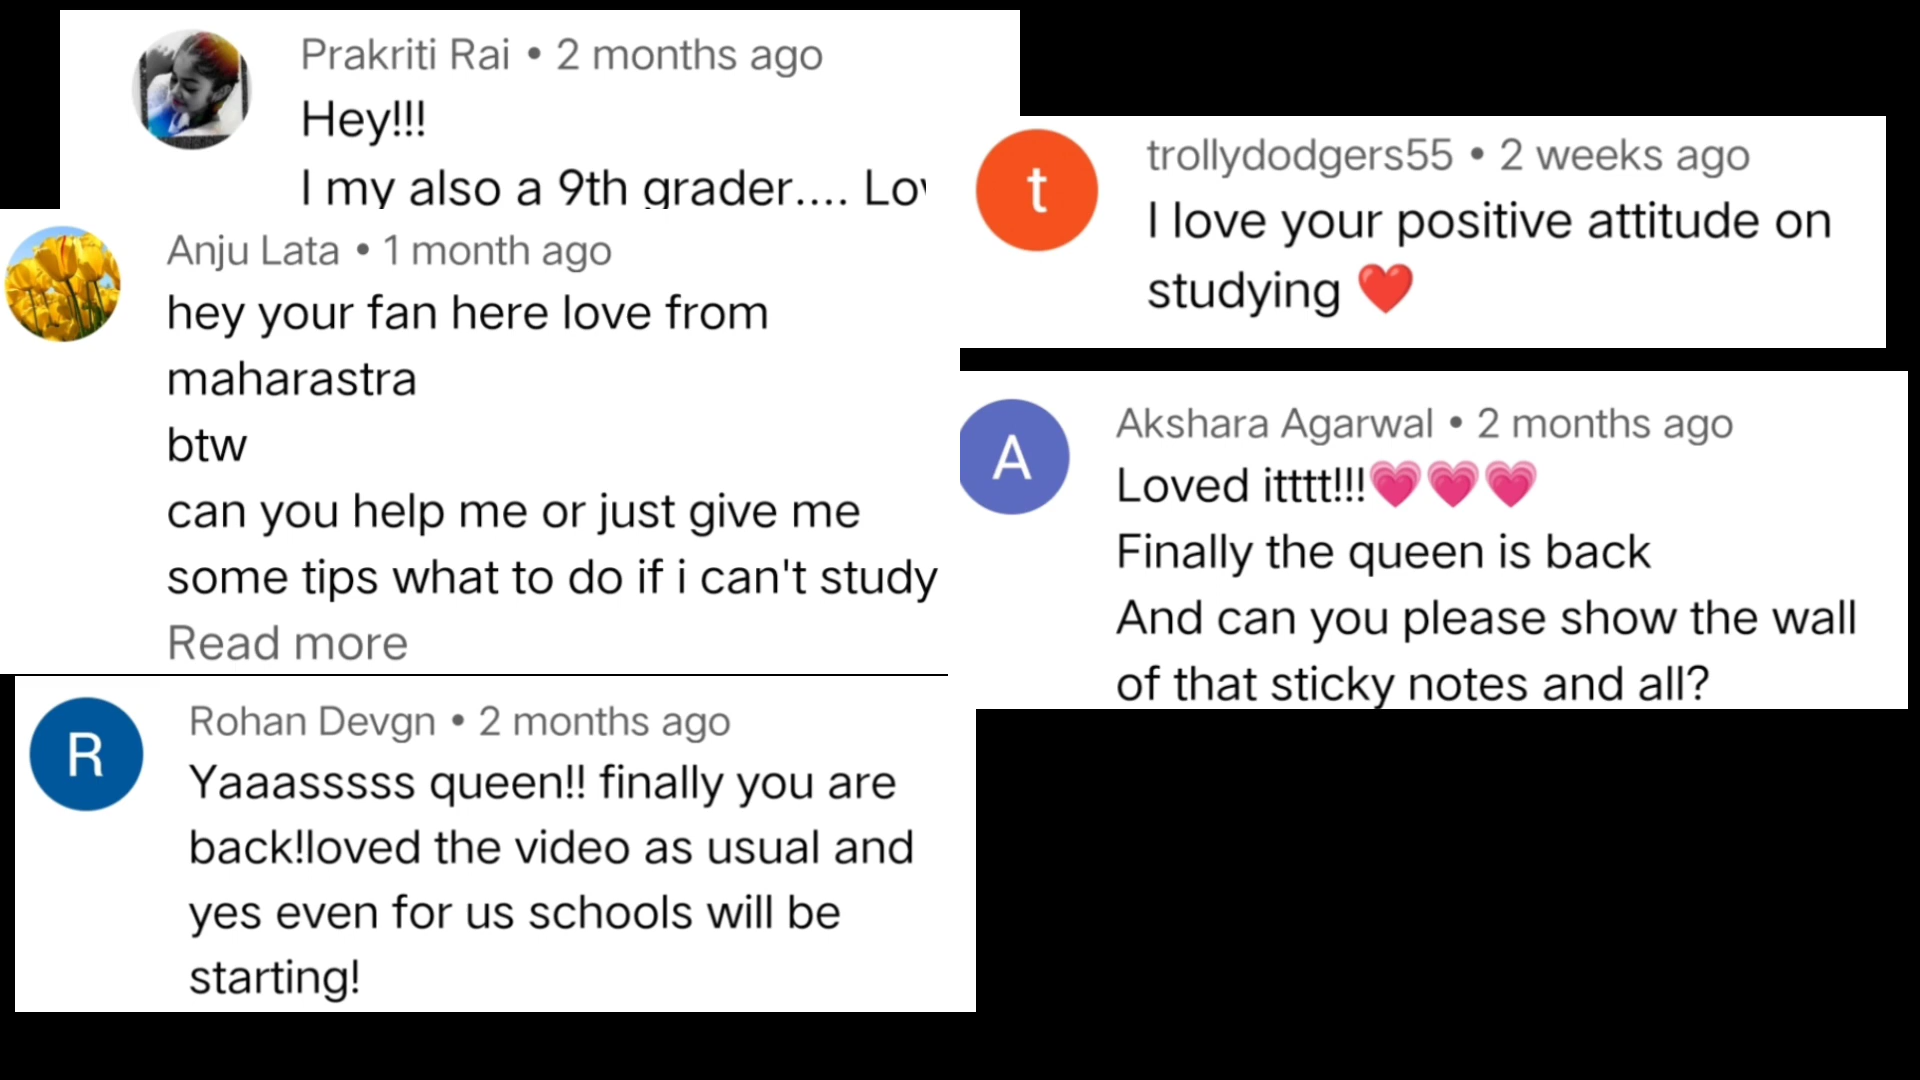 Prakriti Rai • 2 months ago
Hey!!!
I my also a 9th grader....
Anju Lata • 1 month ago
hey your fan here love from
maharastra
btw
can you help me or just give me
some tips what to do if i can't study
Read more
R
Rohan Devgn • 2 months ago
Yaaasssss queen!! finally you are
back!loved the video as usual and
yes even for us schools will be
starting!
t
trollydodgers55 • 2 weeks ago
I love your positive attitude on
studying ❤️
A
Akshara Agarwal • 2 months ago
Loved itttt!!!💗💗💗
Finally the queen is back
And can you please show the wall
of that sticky notes and all?